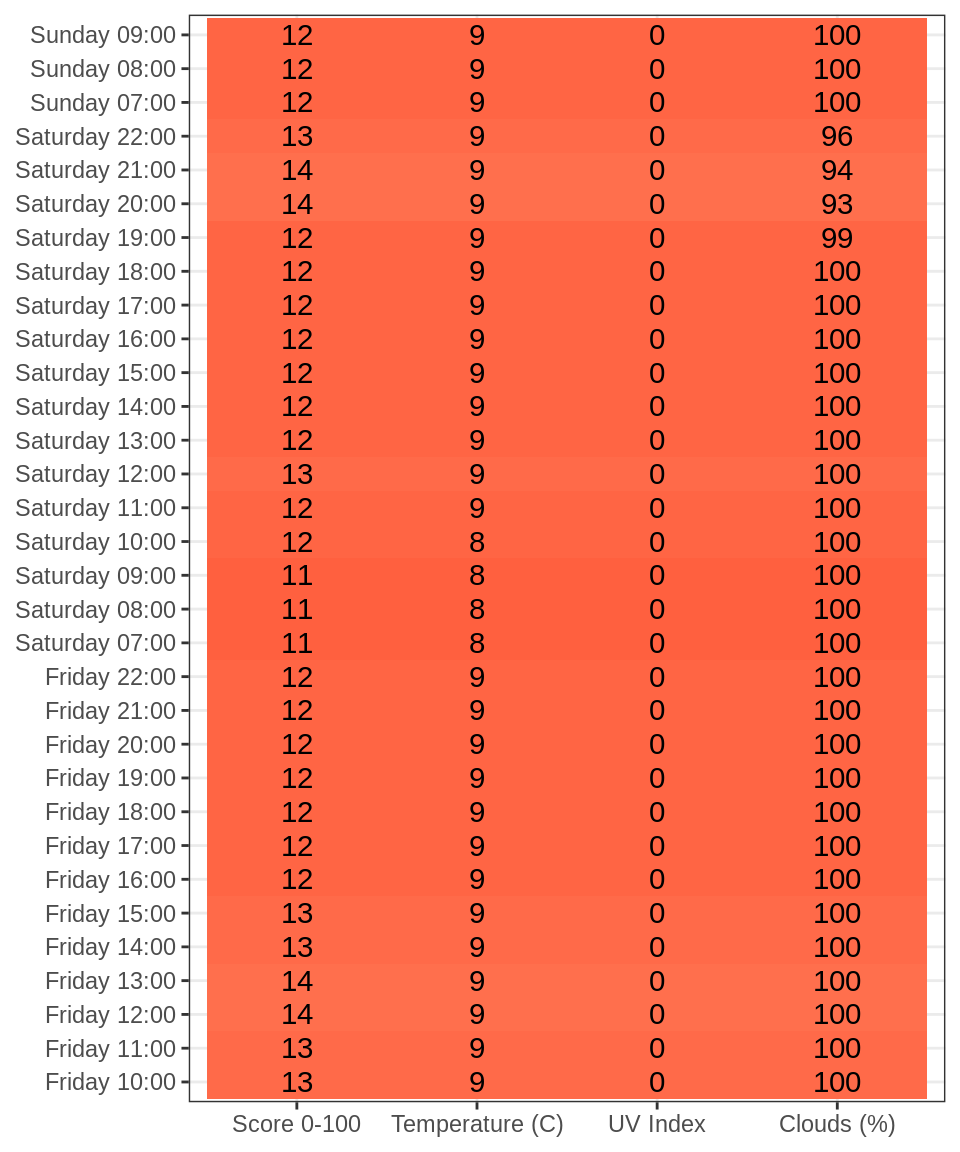 Sunday 09:00 12 9 0 100
Sunday 08:00 12 9 0 100
Sunday 07:00 12 9 0 100
Saturday 22:00 13 9 0 96
Saturday 21:00 14 9 0 94
Saturday 20:00 14 9 0 93
Saturday 19:00 12 9 0 99
Saturday 18:00 12 9 0 100
Saturday 17:00 12 9 0 100
Saturday 16:00 12 9 0 100
Saturday 15:00 12 9 0 100
Saturday 14:00 12 9 0 100
Saturday 13:00 12 9 0 100
Saturday 12:00 13 9 0 100
Saturday 11:00 12 9 0 100
Saturday 10:00 12 8 0 100
Saturday 09:00 11 8 0 100
Saturday 08:00 11 8 0 100
Saturday 07:00 11 8 0 100
Friday 22:00 12 9 0 100
Friday 21:00 12 9 0 100
Friday 20:00 12 9 0 100
Friday 19:00 12 9 0 100
Friday 18:00 12 9 0 100
Friday 17:00 12 9 0 100
Friday 16:00 12 9 0 100
Friday 15:00 13 9 0 100
Friday 14:00 13 9 0 100
Friday 13:00 14 9 0 100
Friday 12:00 14 9 0 100
Friday 11:00 13 9 0 100
Friday 10:00 13 9 0 100
Score 0-100 Temperature (C) UV Index Clouds (%)